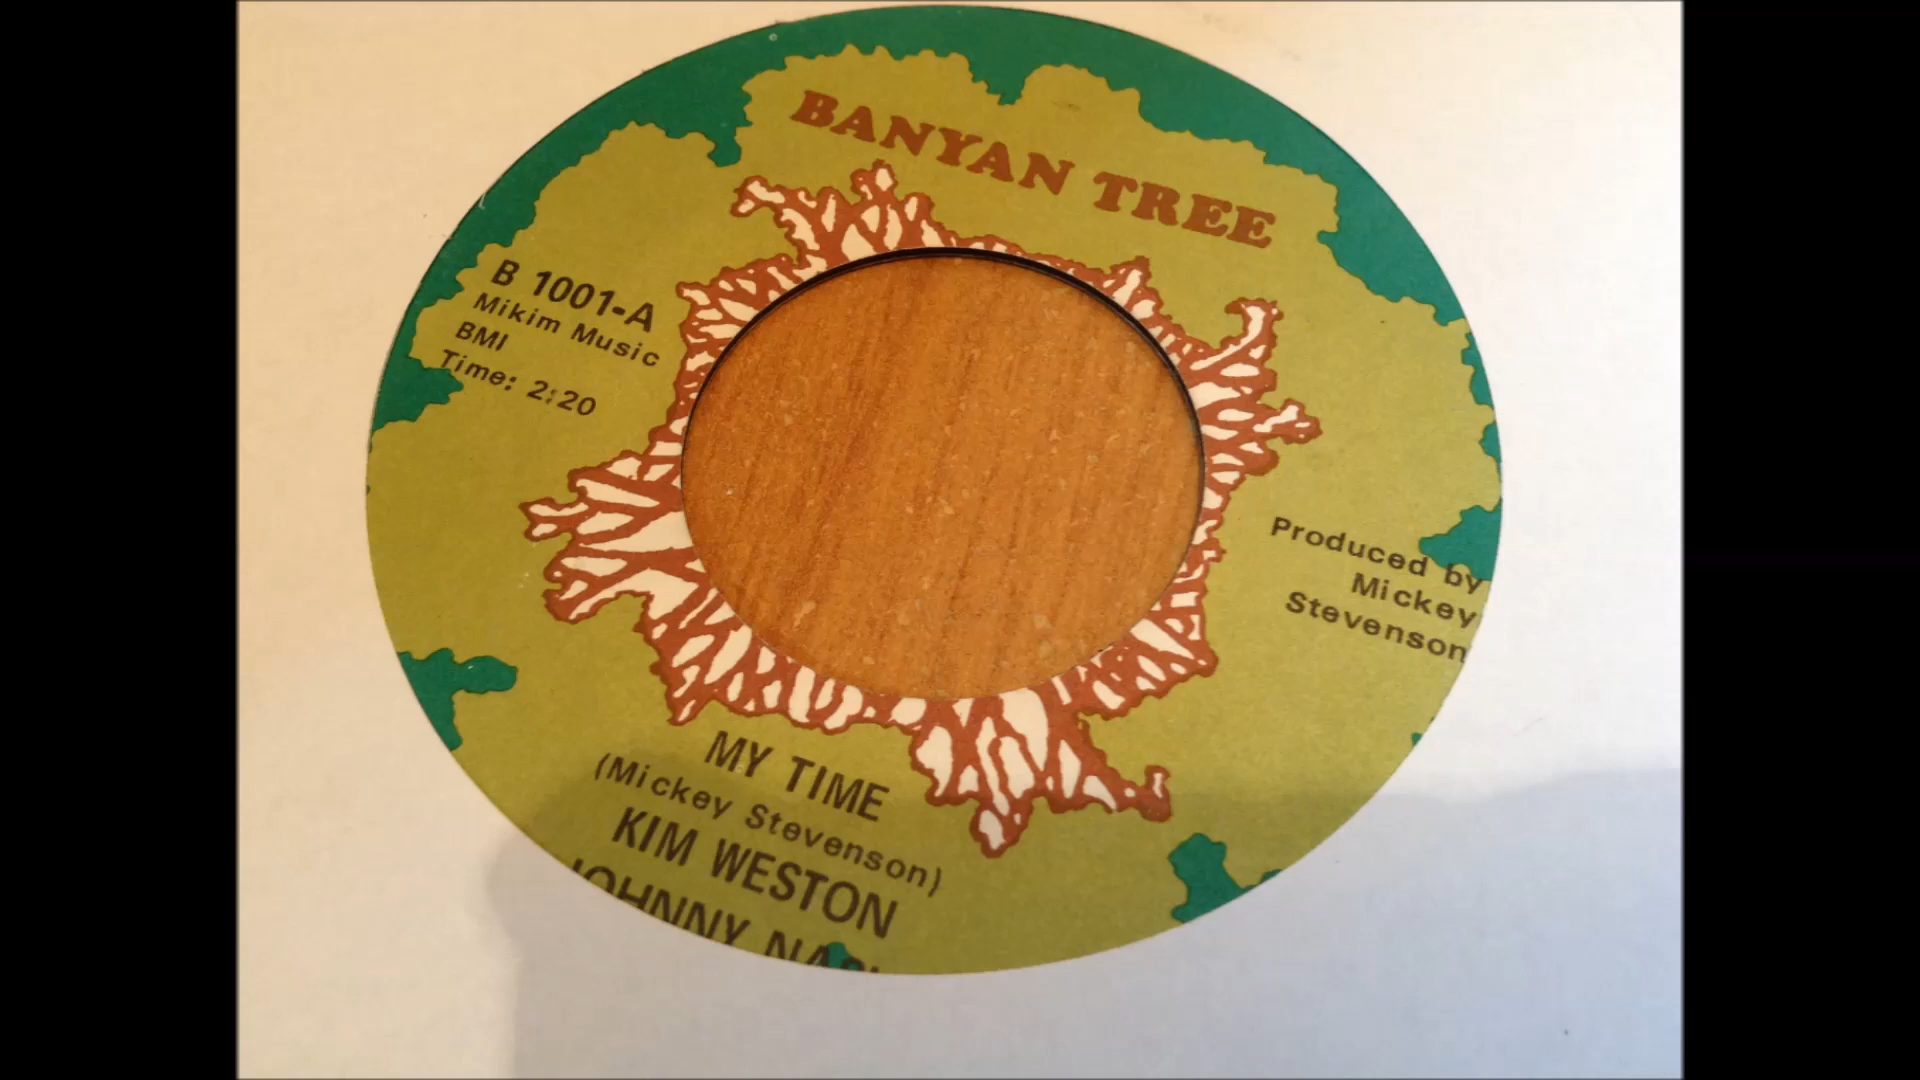 BANYAN TREE
B 1001-A
Mikim Music
BMI
Time: 2:20
Produced by
Mickey
Stevenson
MY TIME
(Mickey Stevenson)
KIM WESTON
JOHNNY